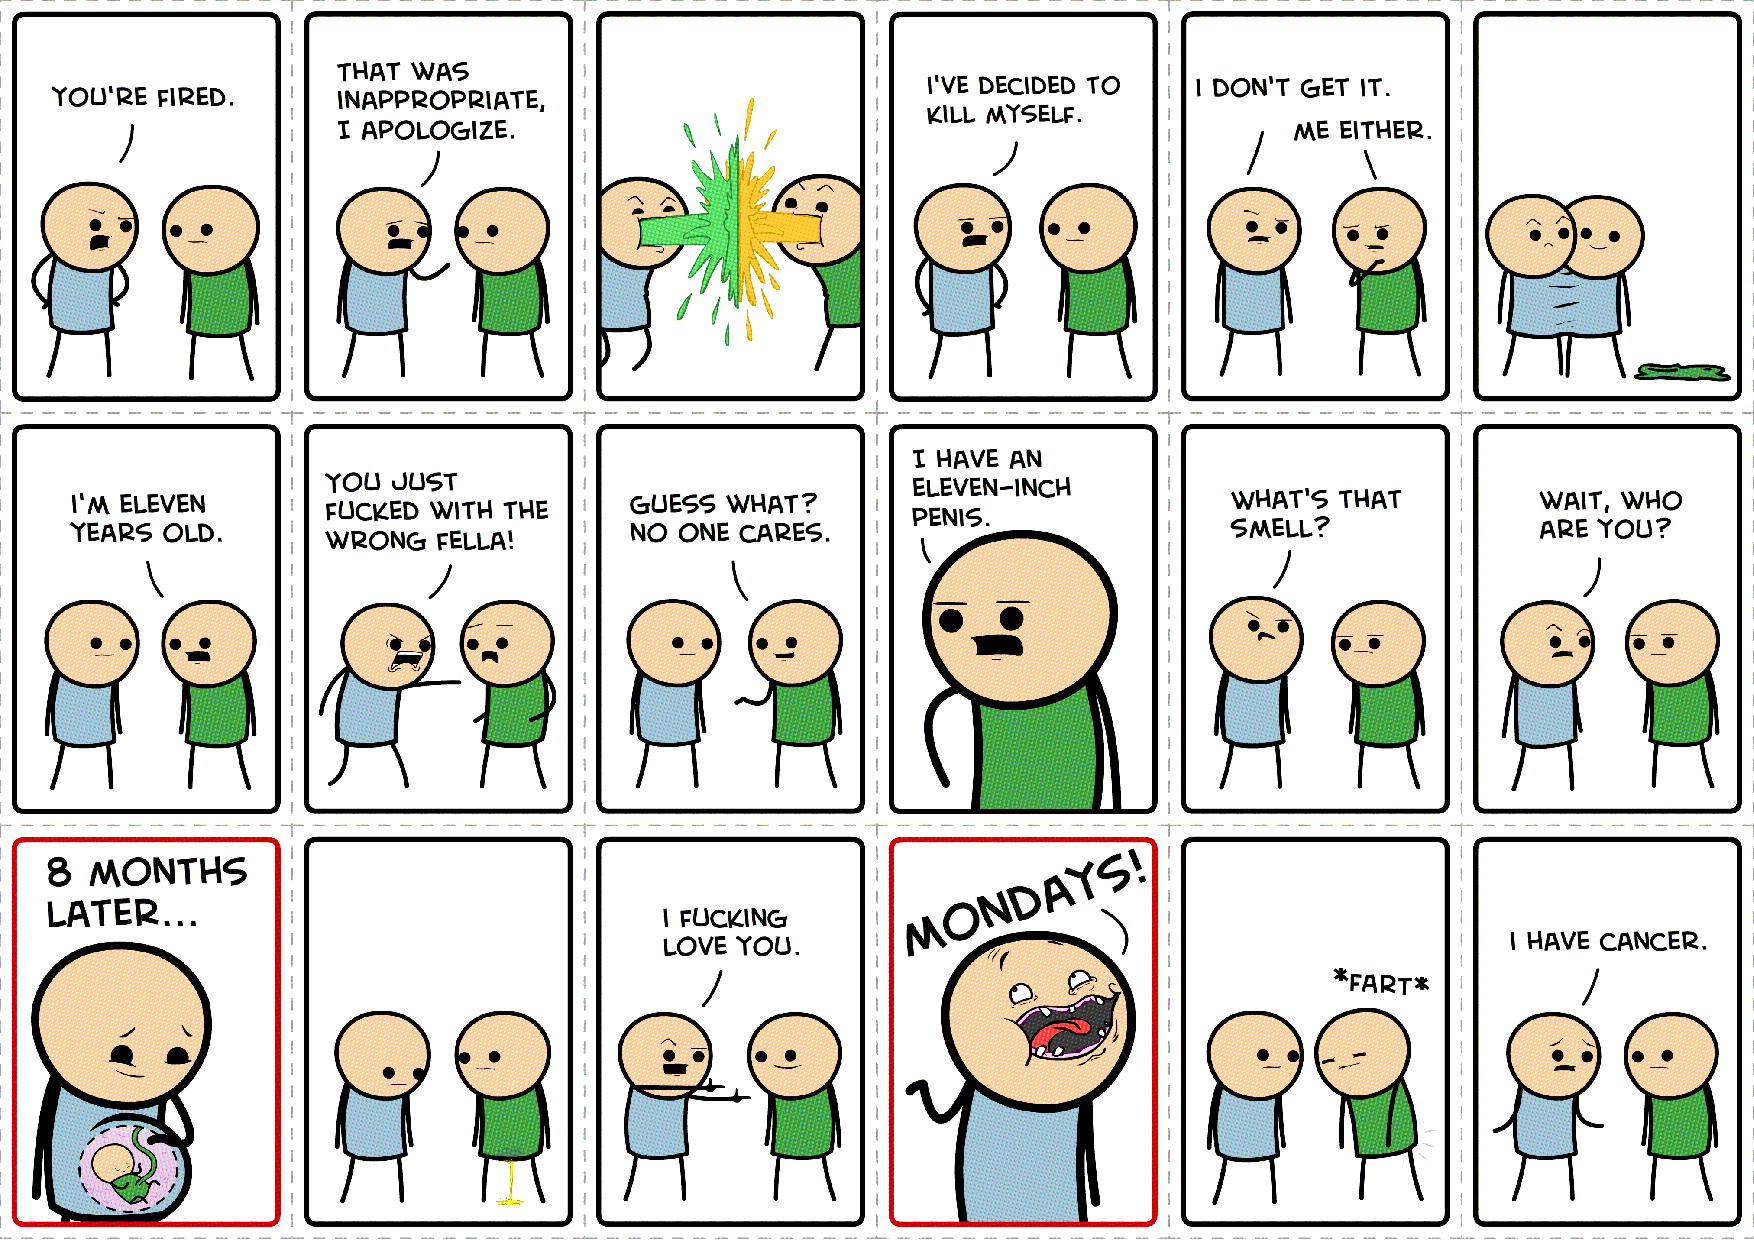 YOU'RE FIRED.
THAT WAS
INAPPROPRIATE,
I APOLOGIZE.
I'VE DECIDED TO
KILL MYSELF.
I DON'T GET IT.
ME EITHER.
I'M ELEVEN
YEARS OLD.
YOU JUST
FUCKED WITH THE
WRONG FELLA!
GUESS WHAT?
NO ONE CARES.
I HAVE AN
ELEVEN-INCH
PENIS.
WHAT'S THAT
SMELL?
WAIT, WHO
ARE YOU?
8 MONTHS
LATER...
I FUCKING
LOVE YOU.
MONDAYS!
*FART*
I HAVE CANCER.